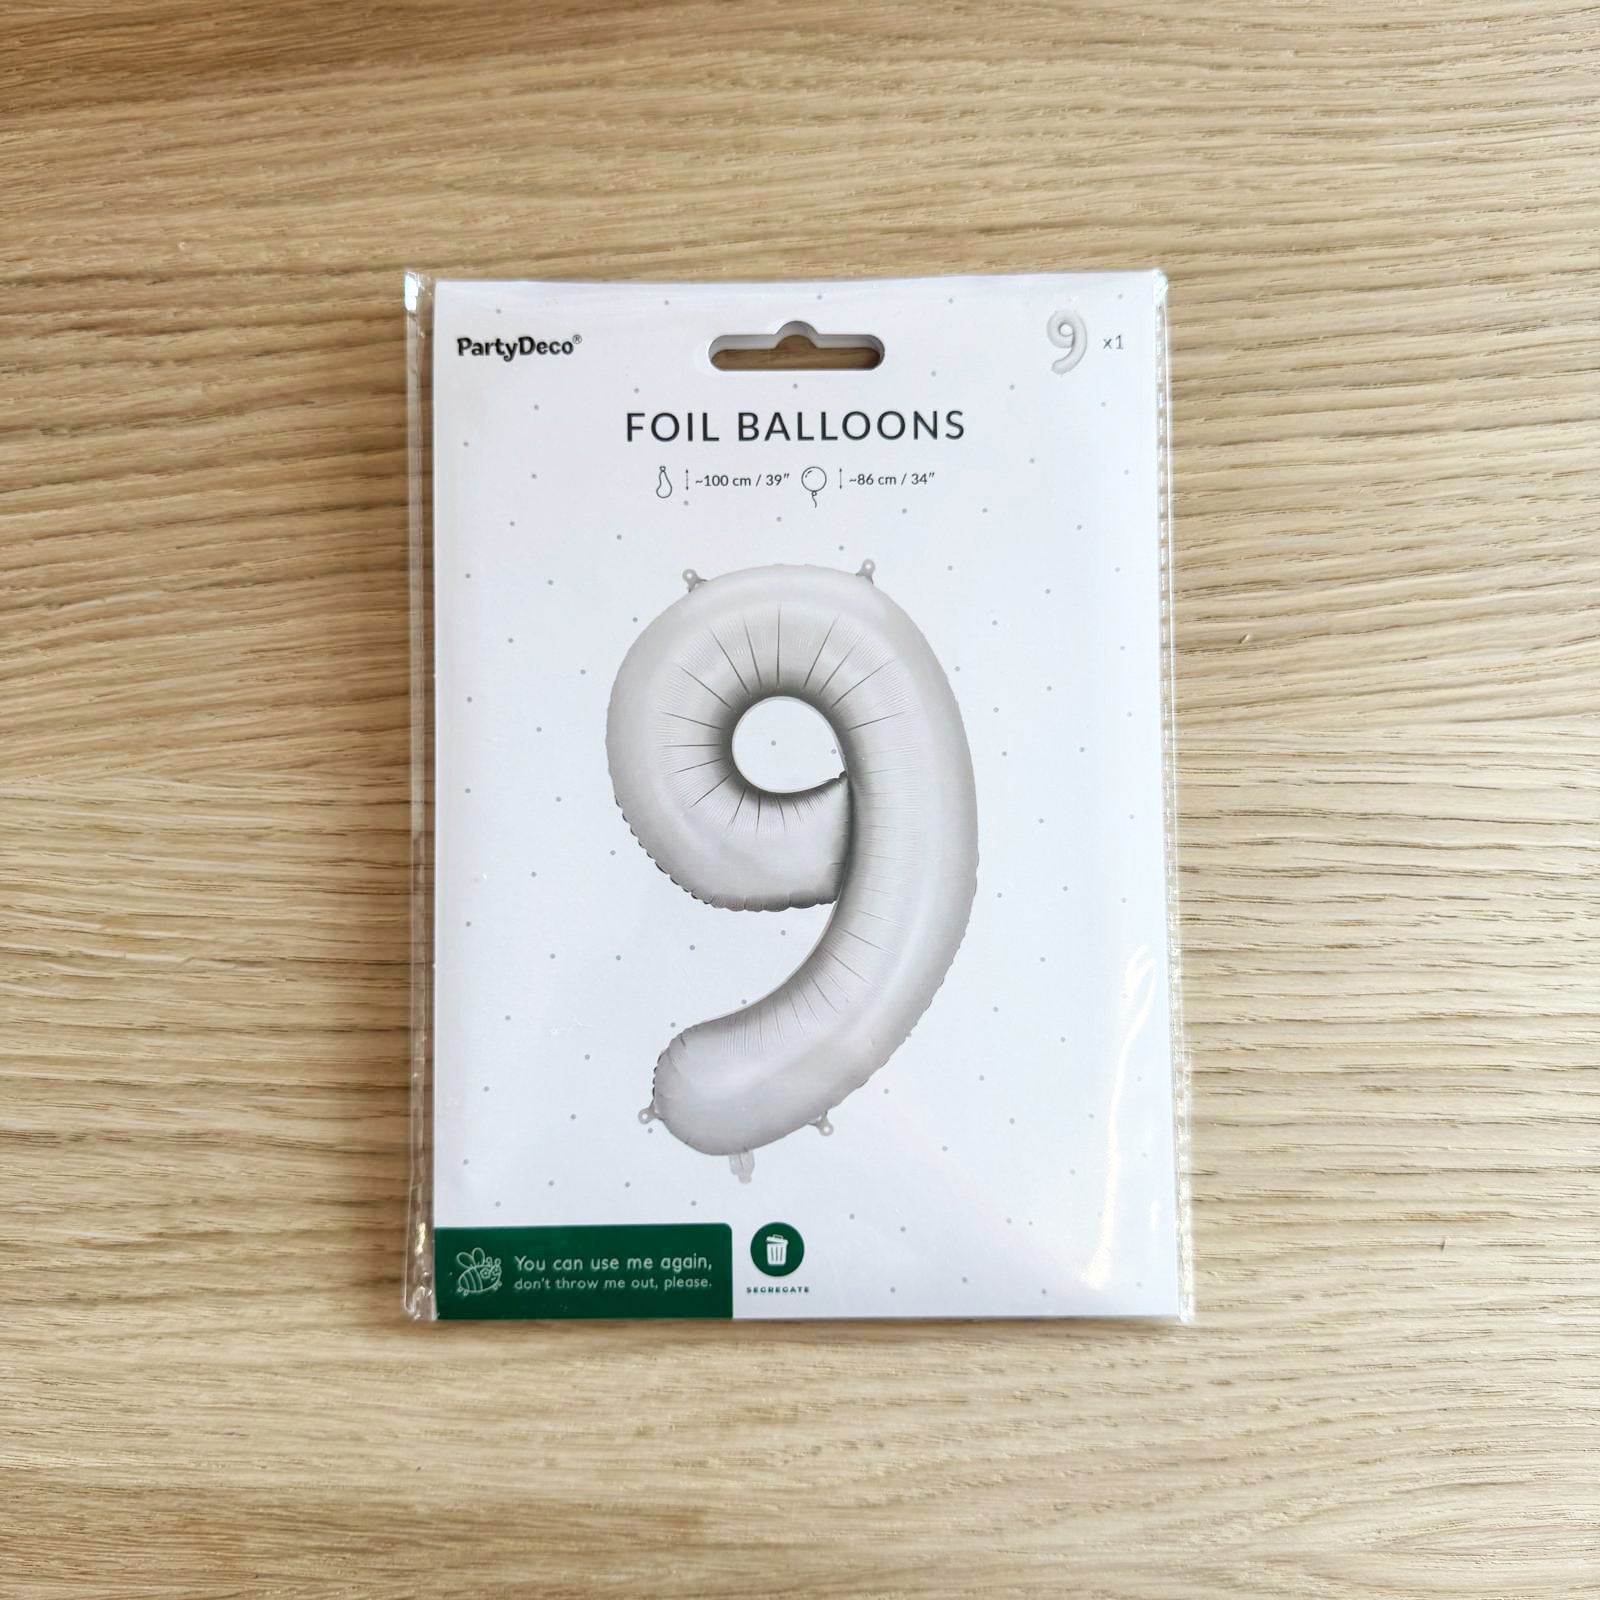 PartyDeco®
x1
FOIL BALLOONS
~100 cm / 39" ~86 cm / 34"
You can use me again,
don't throw me out, please.
SEGREGATE